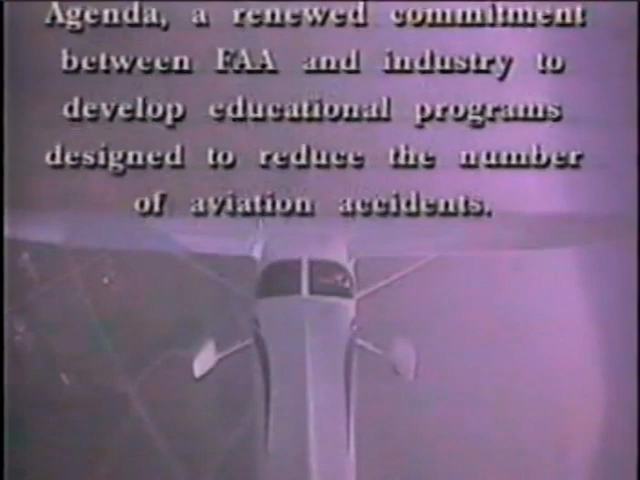 Agenda, a renewed commitment
between FAA and industry to
develop educational programs
designed to reduce the number
of aviation accidents.